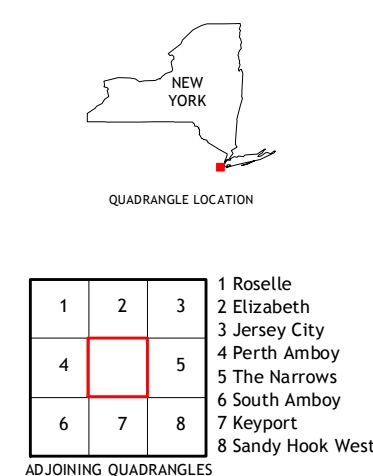 NEW
YORK
QUADRANGLE LOCATION
1 2 3
4 5
6 7 8
1 Roselle
2 Elizabeth
3 Jersey City
4 Perth Amboy
5 The Narrows
6 South Amboy
7 Keyport
8 Sandy Hook West
ADJOINING QUADRANGLES